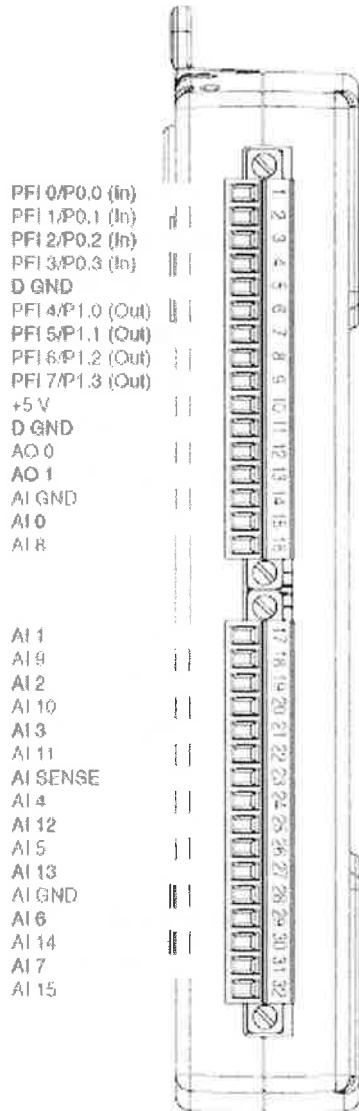 PFI 0/P0.0 (In)
PFI 1/P0.1 (In)
PFI 2/P0.2 (In)
PFI 3/P0.3 (In)
D GND
PFI 4/P1.0 (Out)
PFI 5/P1.1 (Out)
PFI 6/P1.2 (Out)
PFI 7/P1.3 (Out)
+5 V
D GND
AO 0
AO 1
AI GND
AI 0
AI 8
AI 1
AI 9
AI 2
AI 10
AI 3
AI 11
AI SENSE
AI 4
AI 12
AI 5
AI 13
AI GND
AI 6
AI 14
AI 7
AI 15
1
2
3
4
5
6
7
8
9
10
11
12
13
14
15
16
17
18
19
20
21
22
23
24
25
26
27
28
29
30
31
32